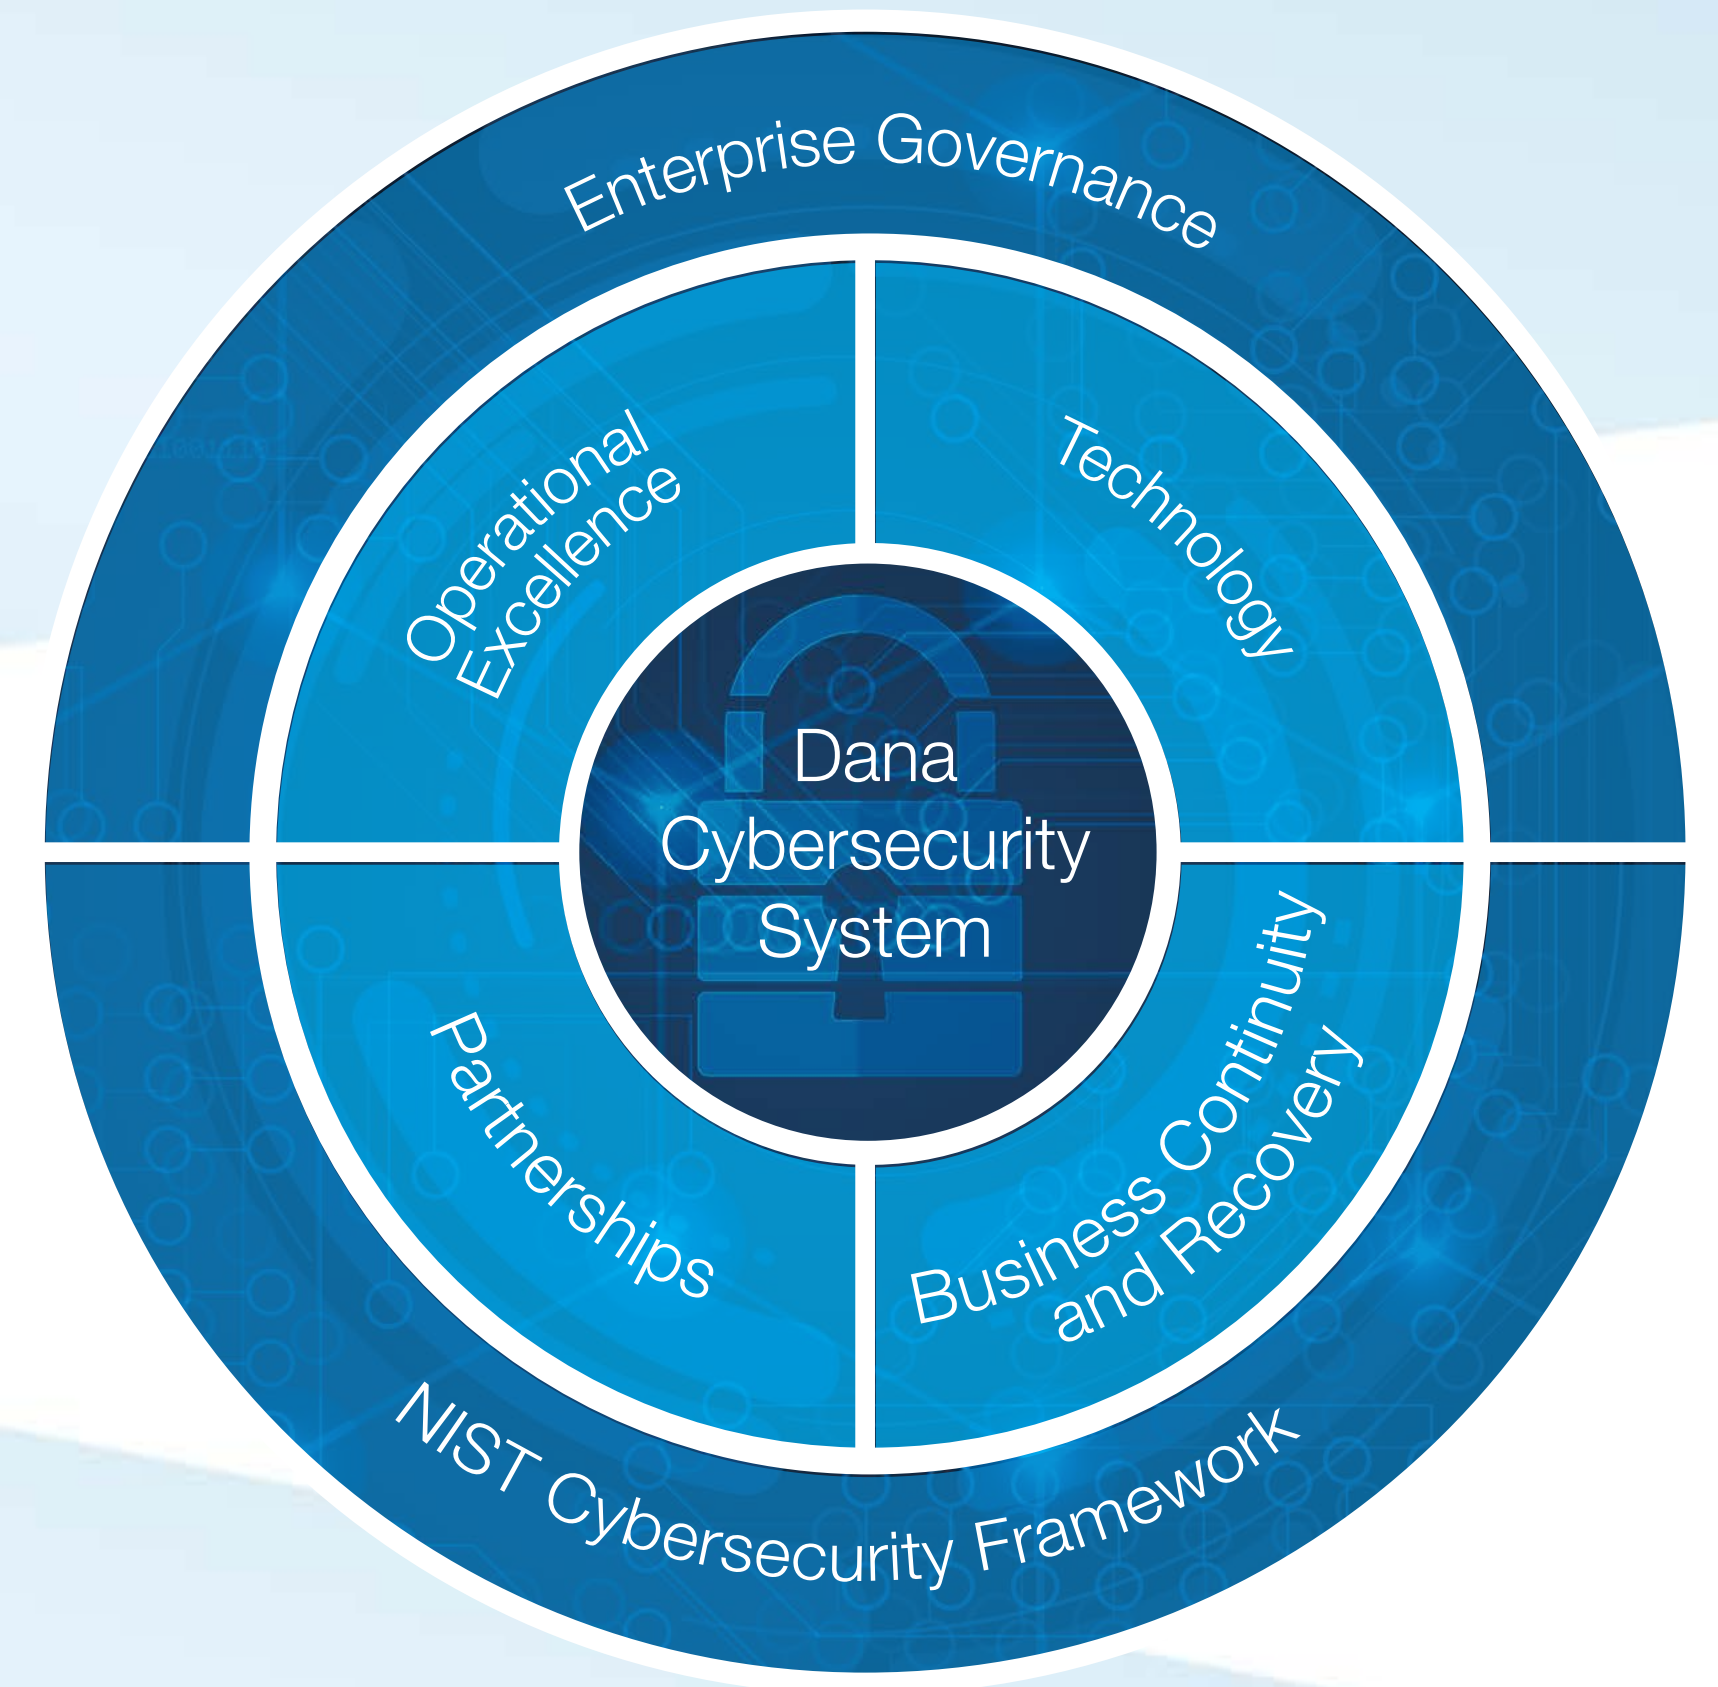 Enterprise Governance
Operational
Excellence
Technology
Dana
Cybersecurity
System
Partnerships
Business Continuity
and Recovery
NIST Cybersecurity Framework